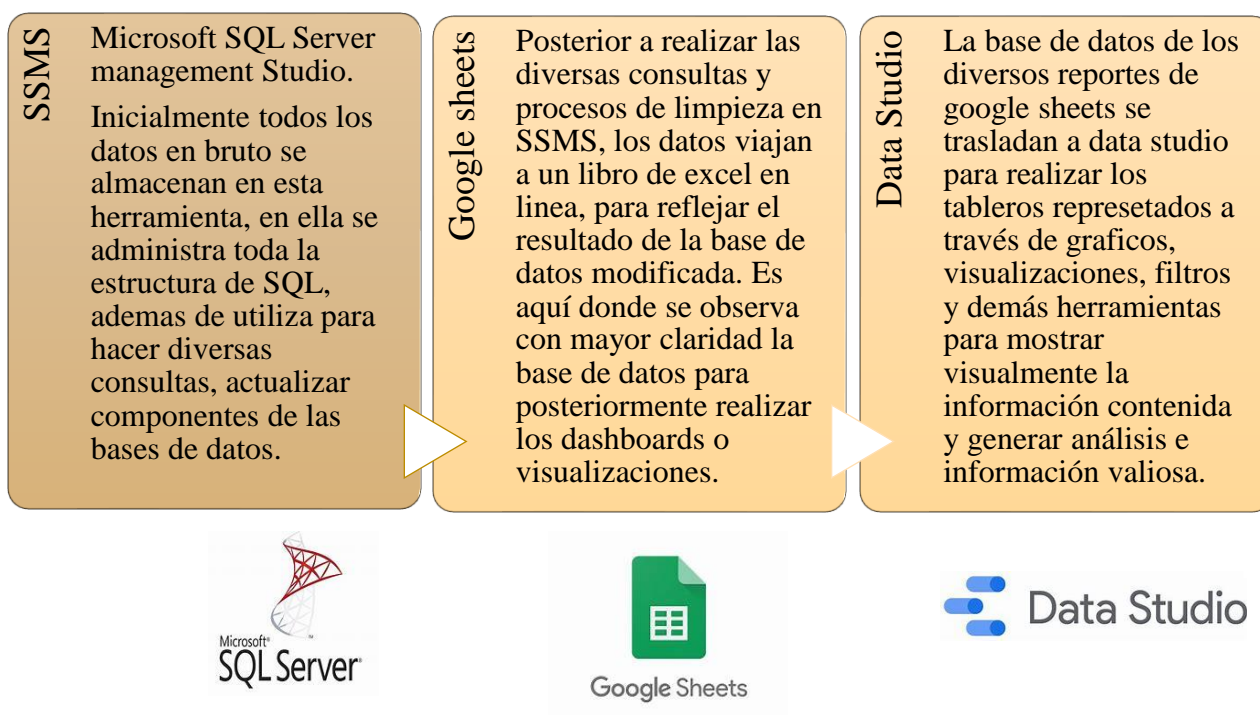 SSMS
Microsoft SQL Server
management Studio.
Inicialmente todos los
datos en bruto se
almacenan en esta
herramienta, en ella se
administra toda la
estructura de SQL,
ademas de utiliza para
hacer diversas
consultas, actualizar
componentes de las
bases de datos.
Google sheets
Posterior a realizar las
diversas consultas y
procesos de limpieza en
SSMS, los datos viajan
a un libro de excel en
linea, para reflejar el
resultado de la base de
datos modificada. Es
aquí donde se observa
con mayor claridad la
base de datos para
posteriormente realizar
los dashboards o
visualizaciones.
Data Studio
La base de datos de los
diversos reportes de
google sheets se
trasladan a data studio
para realizar los
tableros represetados a
través de graficos,
visualizaciones, filtros
y demás herramientas
para mostrar
visualmente la
información contenida
y generar análisis e
información valiosa.
Microsoft®
SQL Server®
Google Sheets
Data Studio